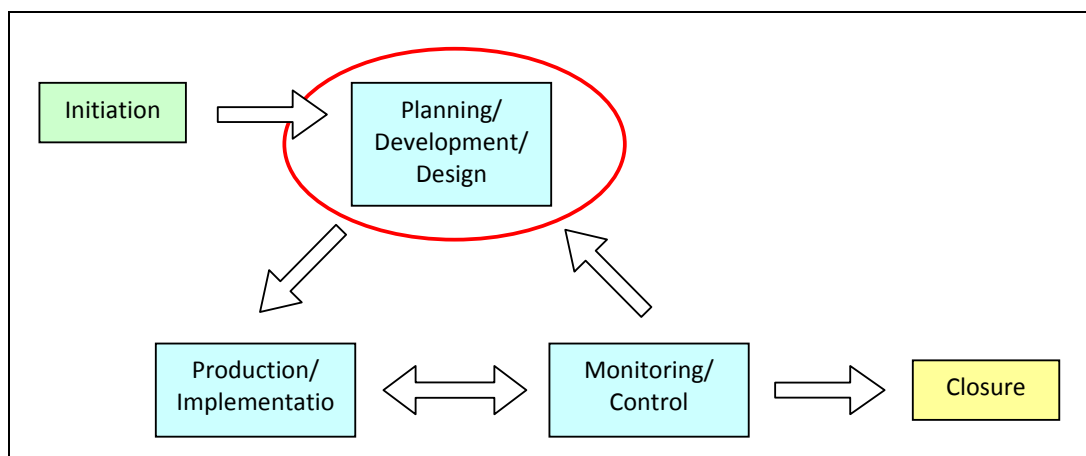 Initiation
Planning/
Development/
Design
Production/
Implementatio
Monitoring/
Control
Closure